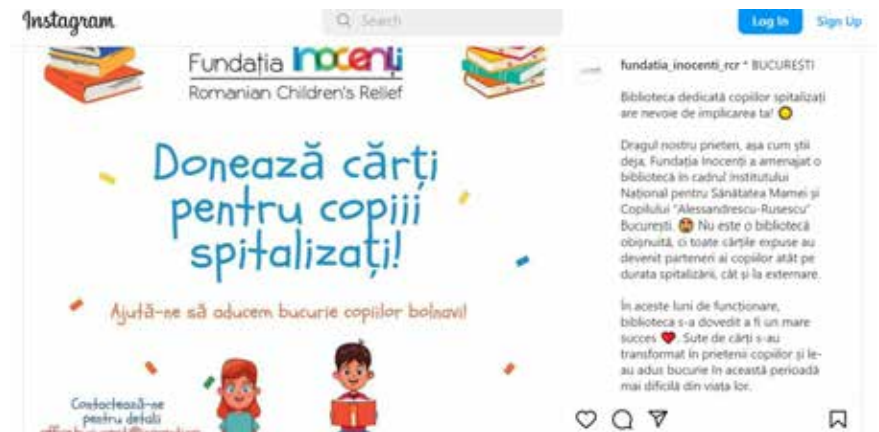 Instagram
Search
Log In
Sign Up
Fundația Inocenți
Romanian Children's Relief
Donează cărți
pentru copiii
spitalizați!
Ajută-ne să aducem bucurie copiilor bolnavi!
Contactează-ne
pentru detalii
fundatia_inocenti_rcr • BUCUREȘTI
Biblioteca dedicată copiilor spitalizați
are nevoie de implicarea ta!
Dragul nostru prieten, așa cum știi
deja, Fundația Inocenți a amenajat o
bibliotecă în cadrul Institutului
Național pentru Sănătatea Mamei și
Copilului "Alessandrescu-Rusescu"
București. Nu este o bibliotecă
obișnuită, ci toate cărțile expuse au
devenit parteneri ai copiilor atât pe
durata spitalizării, cât și la externare.
În aceste luni de funcționare,
biblioteca s-a dovedit a fi un mare
succes ❤. Sute de cărți s-au
transformat în prietenii copiilor și le-
au adus bucurie în această perioadă
mai dificilă din viața lor.